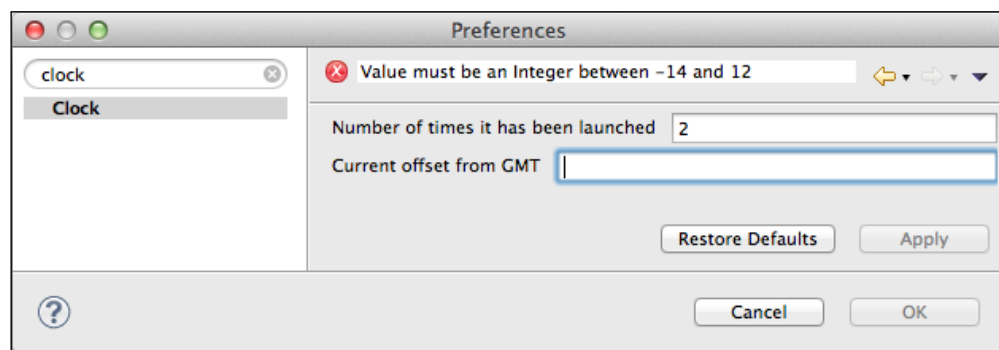 Preferences
clock
Clock
Value must be an Integer between -14 and 12
Number of times it has been launched 2
Current offset from GMT
Restore Defaults Apply
? Cancel OK